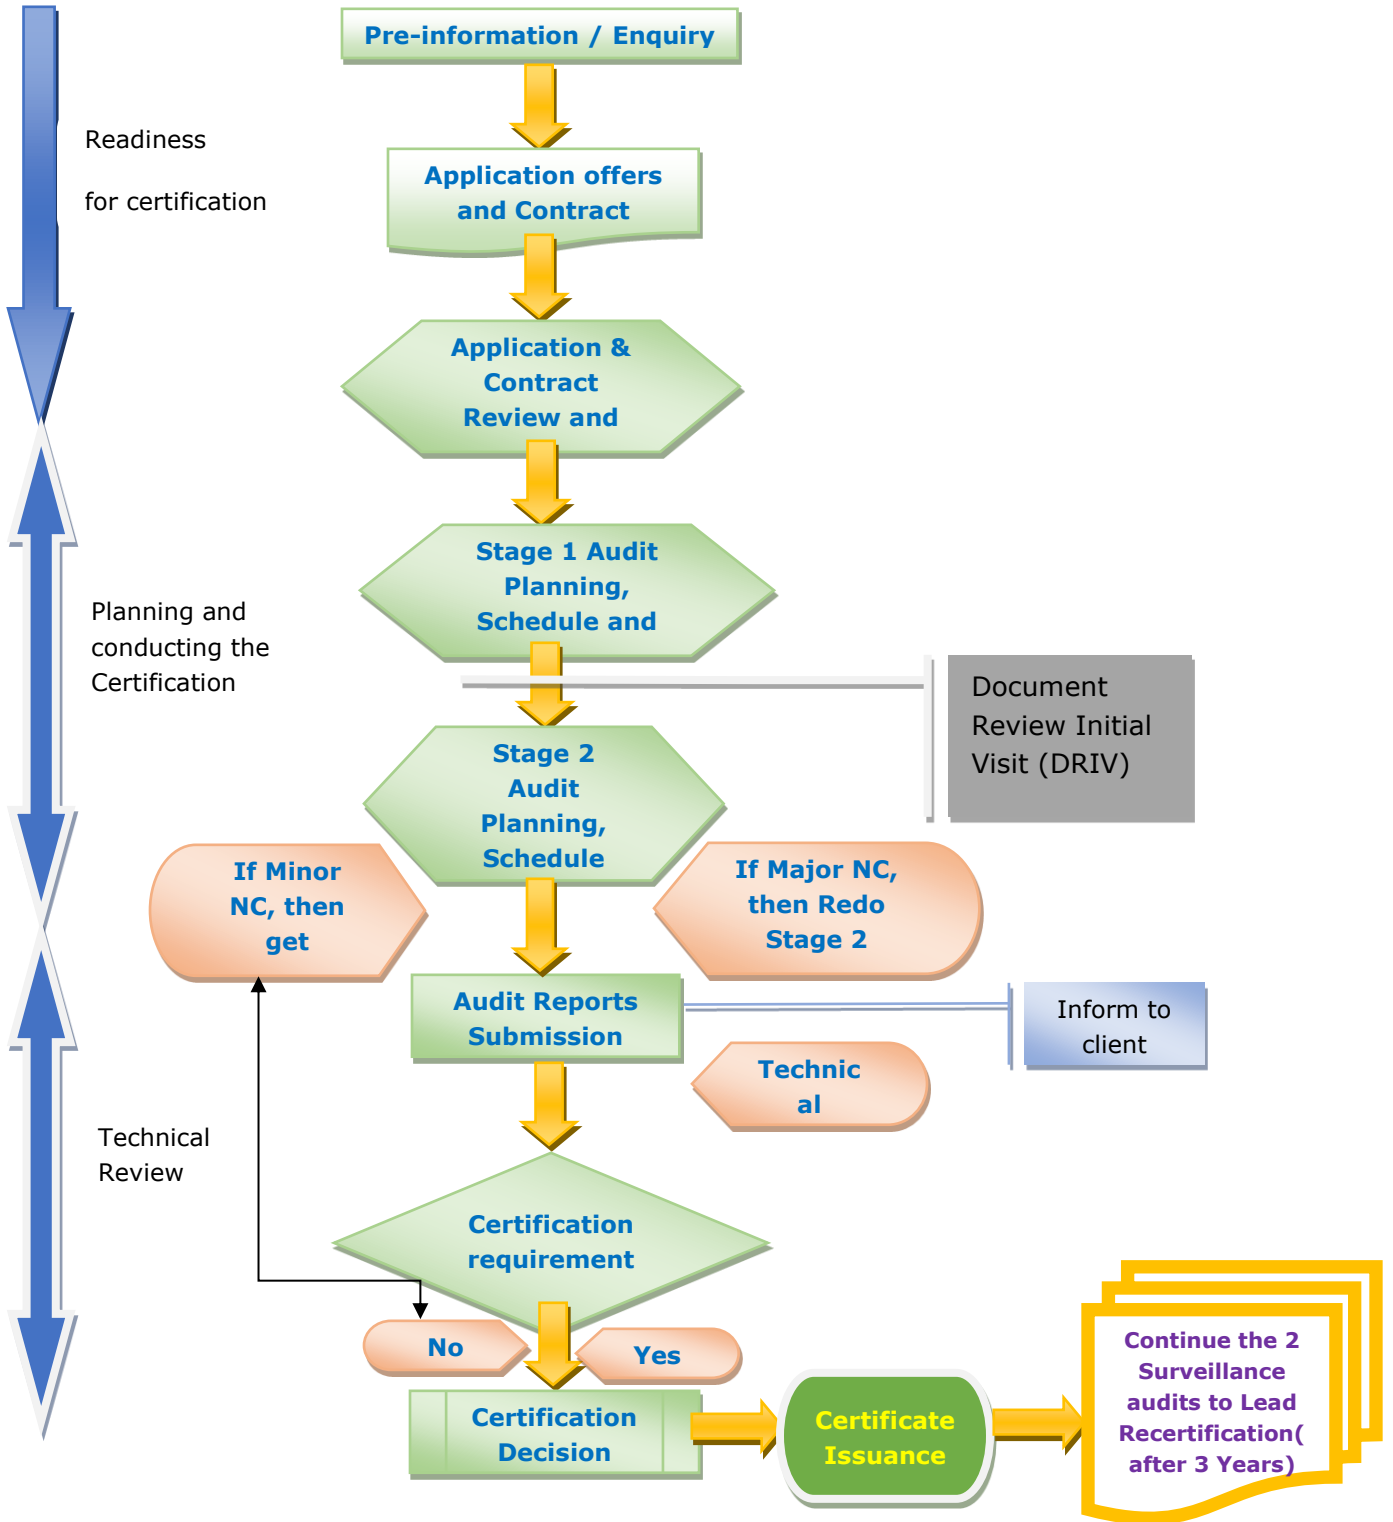 Pre-information / Enquiry
Readiness
for certification
Application offers
and Contract
Application &
Contract
Review and
Stage 1 Audit
Planning,
Schedule and
Planning and
conducting the
Certification
Document
Review Initial
Visit (DRIV)
Stage 2
Audit
Planning,
Schedule
If Minor
NC, then
get
If Major NC,
then Redo
Stage 2
Audit Reports
Submission
Inform to
client
Technic
al
Technical
Review
Certification
requirement
No
Yes
Certification
Decision
Certificate
Issuance
Continue the 2
Surveillance
audits to Lead
Recertification(
after 3 Years)